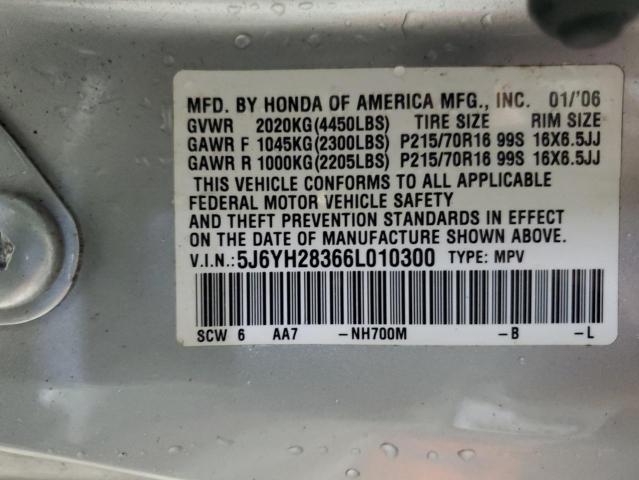 MFD. BY HONDA OF AMERICA MFG., INC. 01/'06
GVWR 2020KG(4450LBS) TIRE SIZE RIM SIZE
GAWR F 1045KG(2300LBS) P215/70R16 99S 16X6.5JJ
GAWR R 1000KG(2205LBS) P215/70R16 99S 16X6.5JJ
THIS VEHICLE CONFORMS TO ALL APPLICABLE
FEDERAL MOTOR VEHICLE SAFETY
AND THEFT PREVENTION STANDARDS IN EFFECT
ON THE DATE OF MANUFACTURE SHOWN ABOVE.
V.I.N.:5J6YH28366L010300 TYPE: MPV
SCW 6 AA7 -NH700M -B -L